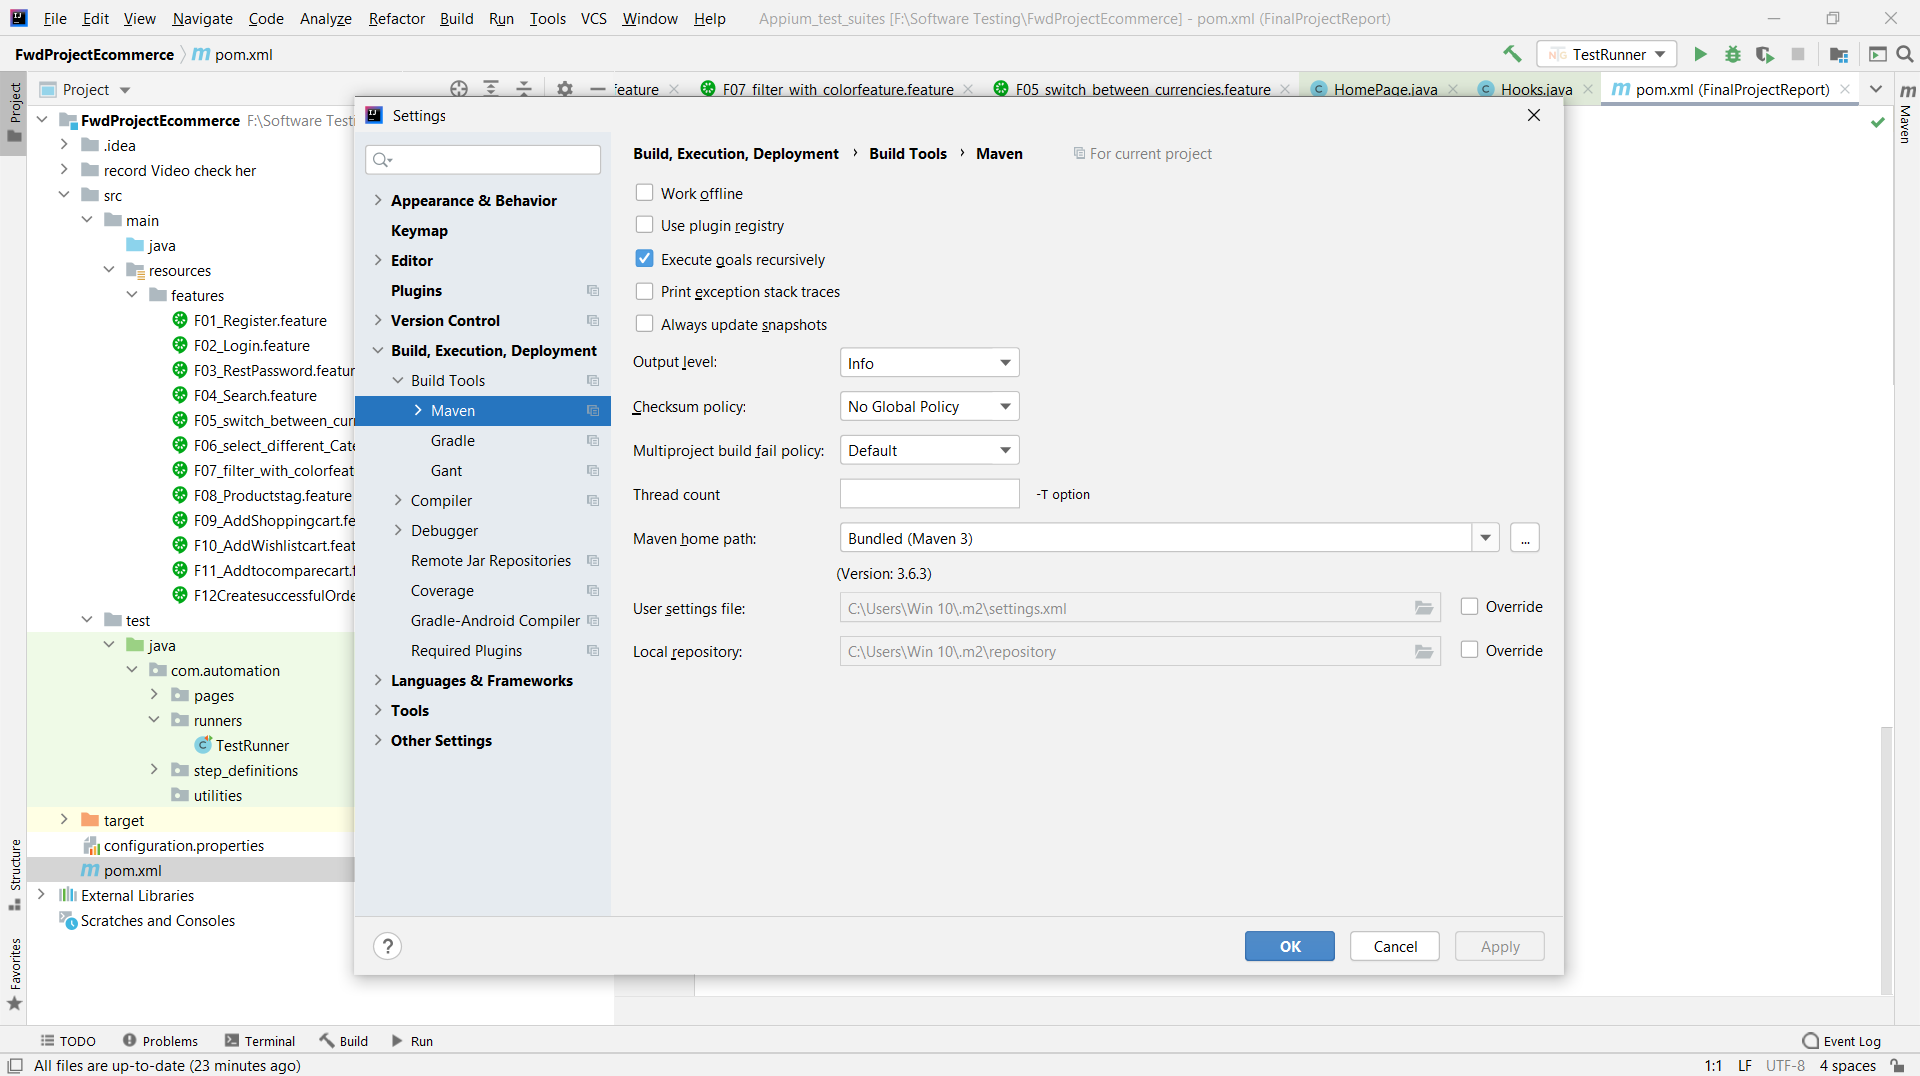 File Edit View Navigate Code Analyze Refactor Build Run Tools VCS Window Help Appium_test_suites [F:\Software Testing\FwdProjectEcommerce] - pom.xml (FinalProjectReport)
FwdProjectEcommerce pom.xml TestRunner
Project feature F07_filter_with_colorfeature.feature F05_switch_between_currencies.feature HomePage.java Hooks.java pom.xml (FinalProjectReport)
Project
Maven
Structure
Favorites
FwdProjectEcommerce F:\Software Testi
.idea
record Video check her
src
main
java
resources
features
F01_Register.feature
F02_Login.feature
F03_RestPassword.featur
F04_Search.feature
F05_switch_between_curr
F06_select_different_Cate
F07_filter_with_colorfeat
F08_Productstag.feature
F09_AddShoppingcart.fe
F10_AddWishlistcart.feat
F11_Addtocomparecart.f
F12CreatesuccessfulOrde
test
java
com.automation
pages
runners
TestRunner
step_definitions
utilities
target
configuration.properties
pom.xml
External Libraries
Scratches and Consoles
Settings
Appearance & Behavior
Keymap
Editor
Plugins
Version Control
Build, Execution, Deployment
Build Tools
Maven
Gradle
Gant
Compiler
Debugger
Remote Jar Repositories
Coverage
Gradle-Android Compiler
Required Plugins
Languages & Frameworks
Tools
Other Settings
Build, Execution, Deployment › Build Tools › Maven For current project
Work offline
Use plugin registry
Execute goals recursively
Print exception stack traces
Always update snapshots
Output level: Info
Checksum policy: No Global Policy
Multiproject build fail policy: Default
Thread count -T option
Maven home path: Bundled (Maven 3) ...
(Version: 3.6.3)
User settings file: C:\Users\Win 10\.m2\settings.xml Override
Local repository: C:\Users\Win 10\.m2\repository Override
? OK Cancel Apply
TODO Problems Terminal Build Run Event Log
All files are up-to-date (23 minutes ago) 1:1 LF UTF-8 4 spaces